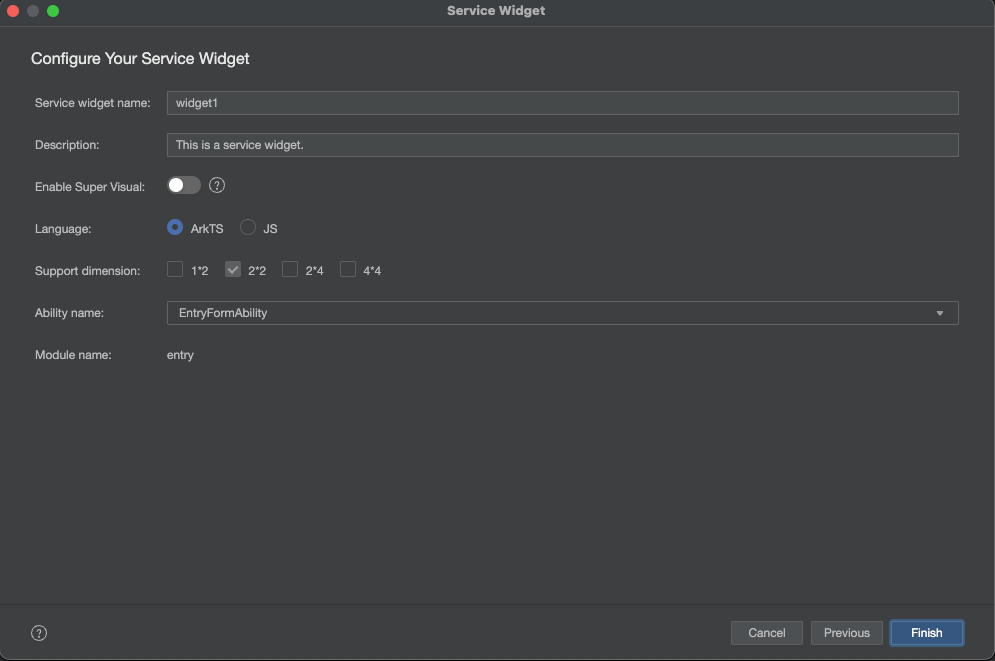 Service Widget
Configure Your Service Widget
Service widget name: widget1
Description: This is a service widget.
Enable Super Visual: ?
Language: ArkTS JS
Support dimension: 1*2 2*2 2*4 4*4
Ability name: EntryFormAbility
Module name: entry
? Cancel Previous Finish